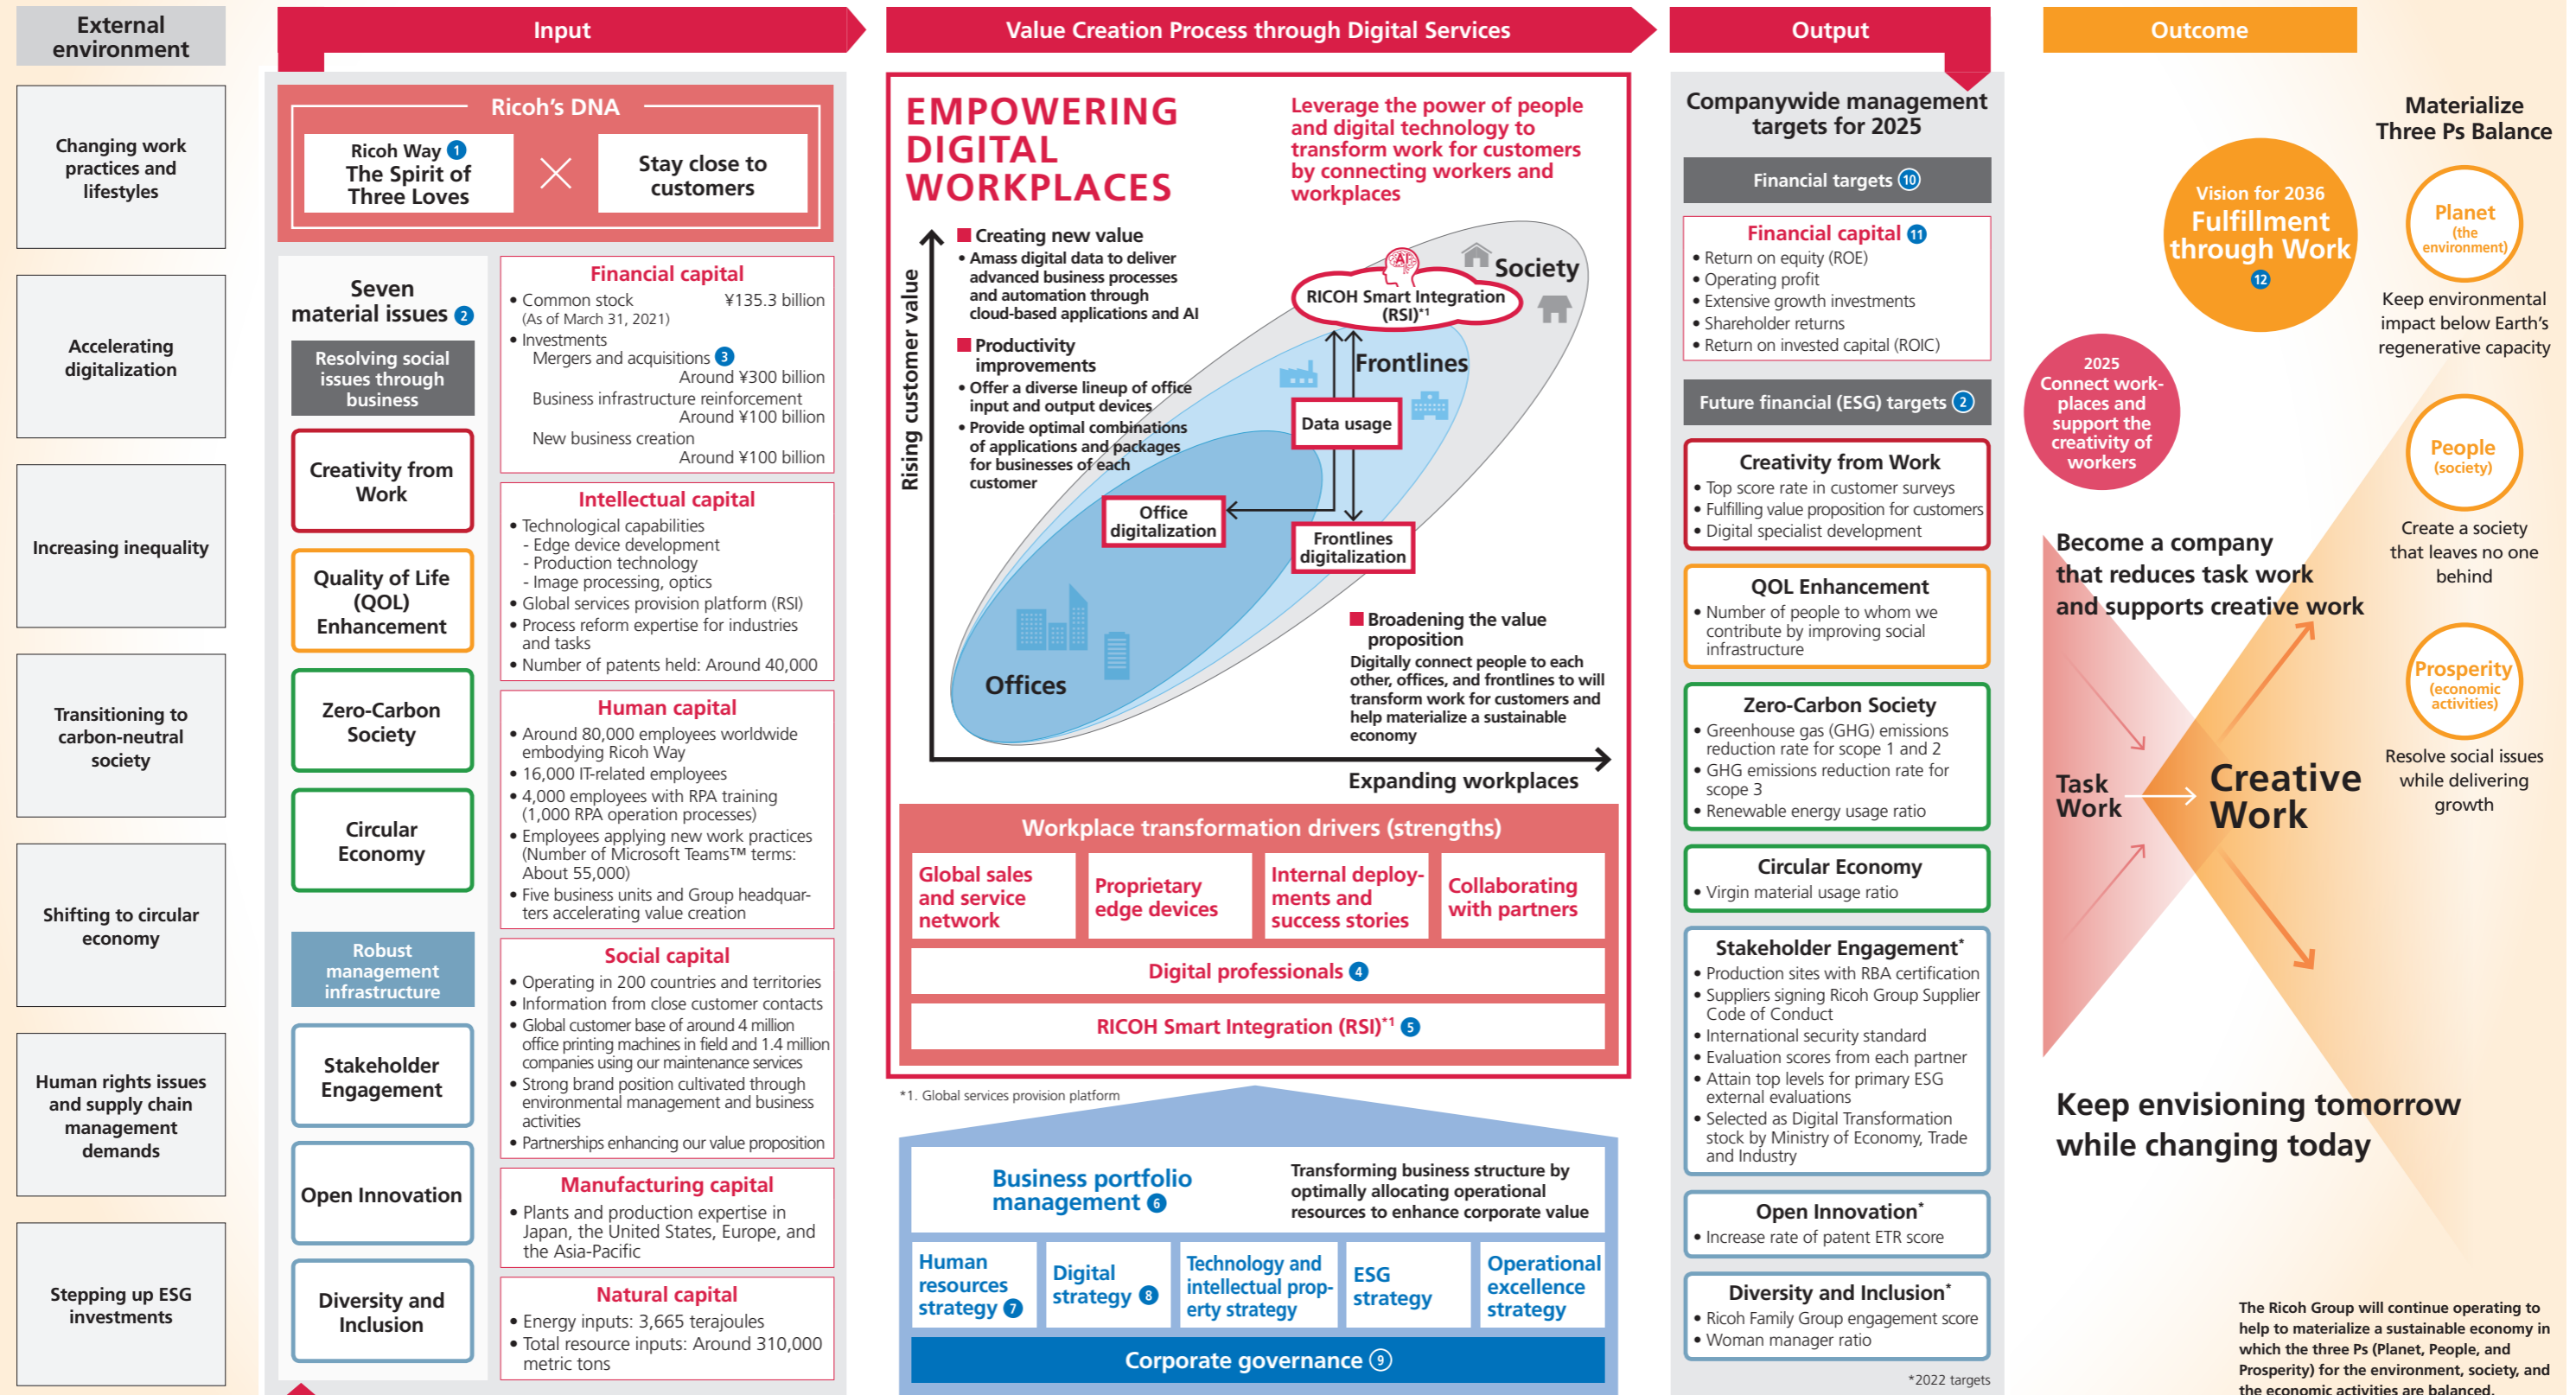 External
environment
Changing work
practices and
lifestyles
Accelerating
digitalization
Increasing inequality
Transitioning to
carbon-neutral
society
Shifting to circular
economy
Human rights issues
and supply chain
management
demands
Stepping up ESG
investments
Input
Ricoh's DNA
Ricoh Way 1
The Spirit of
Three Loves
×
Stay close to
customers
Seven
material issues 2
Resolving social
issues through
business
Creativity from
Work
Quality of Life
(QOL)
Enhancement
Zero-Carbon
Society
Circular
Economy
Robust
management
infrastructure
Stakeholder
Engagement
Open Innovation
Diversity and
Inclusion
Financial capital
• Common stock ¥135.3 billion
(As of March 31, 2021)
• Investments
Mergers and acquisitions 3
Around ¥300 billion
Business infrastructure reinforcement
Around ¥100 billion
New business creation
Around ¥100 billion
Intellectual capital
• Technological capabilities
- Edge device development
- Production technology
- Image processing, optics
• Global services provision platform (RSI)
• Process reform expertise for industries
and tasks
• Number of patents held: Around 40,000
Human capital
• Around 80,000 employees worldwide
embodying Ricoh Way
• 16,000 IT-related employees
• 4,000 employees with RPA training
(1,000 RPA operation processes)
• Employees applying new work practices
(Number of Microsoft Teams™ terms:
About 55,000)
• Five business units and Group headquar-
ters accelerating value creation
Social capital
• Operating in 200 countries and territories
• Information from close customer contacts
• Global customer base of around 4 million
office printing machines in field and 1.4 million
companies using our maintenance services
• Strong brand position cultivated through
environmental management and business
activities
• Partnerships enhancing our value proposition
Manufacturing capital
• Plants and production expertise in
Japan, the United States, Europe, and
the Asia-Pacific
Natural capital
• Energy inputs: 3,665 terajoules
• Total resource inputs: Around 310,000
metric tons
Value Creation Process through Digital Services
EMPOWERING
DIGITAL
WORKPLACES
Leverage the power of people
and digital technology to
transform work for customers
by connecting workers and
workplaces
Rising customer value
■ Creating new value
• Amass digital data to deliver
advanced business processes
and automation through
cloud-based applications and AI
■ Productivity
improvements
• Offer a diverse lineup of office
input and output devices
• Provide optimal combinations
of applications and packages
for businesses of each
customer
AI
RICOH Smart Integration
(RSI)*1
Society
Frontlines
Data usage
Office
digitalization
Frontlines
digitalization
Offices
■ Broadening the value
proposition
Digitally connect people to each
other, offices, and frontlines to will
transform work for customers and
help materialize a sustainable
economy
Expanding workplaces
Workplace transformation drivers (strengths)
Global sales
and service
network
Proprietary
edge devices
Internal deploy-
ments and
success stories
Collaborating
with partners
Digital professionals 4
RICOH Smart Integration (RSI)*1 5
*1. Global services provision platform
Business portfolio
management 6
Transforming business structure by
optimally allocating operational
resources to enhance corporate value
Human
resources
strategy 7
Digital
strategy 8
Technology and
intellectual prop-
erty strategy
ESG
strategy
Operational
excellence
strategy
Corporate governance 9
Output
Companywide management
targets for 2025
Financial targets 10
Financial capital 11
• Return on equity (ROE)
• Operating profit
• Extensive growth investments
• Shareholder returns
• Return on invested capital (ROIC)
Future financial (ESG) targets 2
Creativity from Work
• Top score rate in customer surveys
• Fulfilling value proposition for customers
• Digital specialist development
QOL Enhancement
• Number of people to whom we
contribute by improving social
infrastructure
Zero-Carbon Society
• Greenhouse gas (GHG) emissions
reduction rate for scope 1 and 2
• GHG emissions reduction rate for
scope 3
• Renewable energy usage ratio
Circular Economy
• Virgin material usage ratio
Stakeholder Engagement*
• Production sites with RBA certification
• Suppliers signing Ricoh Group Supplier
Code of Conduct
• International security standard
• Evaluation scores from each partner
• Attain top levels for primary ESG
external evaluations
• Selected as Digital Transformation
stock by Ministry of Economy, Trade
and Industry
Open Innovation*
• Increase rate of patent ETR score
Diversity and Inclusion*
• Ricoh Family Group engagement score
• Woman manager ratio
*2022 targets
Outcome
Materialize
Three Ps Balance
Vision for 2036
Fulfillment
through Work
12
2025
Connect work-
places and
support the
creativity of
workers
Planet
(the
environment)
Keep environmental
impact below Earth's
regenerative capacity
People
(society)
Create a society
that leaves no one
behind
Prosperity
(economic
activities)
Resolve social issues
while delivering
growth
Become a company
that reduces task work
and supports creative work
Task
Work
Creative
Work
Keep envisioning tomorrow
while changing today
The Ricoh Group will continue operating to
help to materialize a sustainable economy in
which the three Ps (Planet, People, and
Prosperity) for the environment, society, and
the economic activities are balanced.